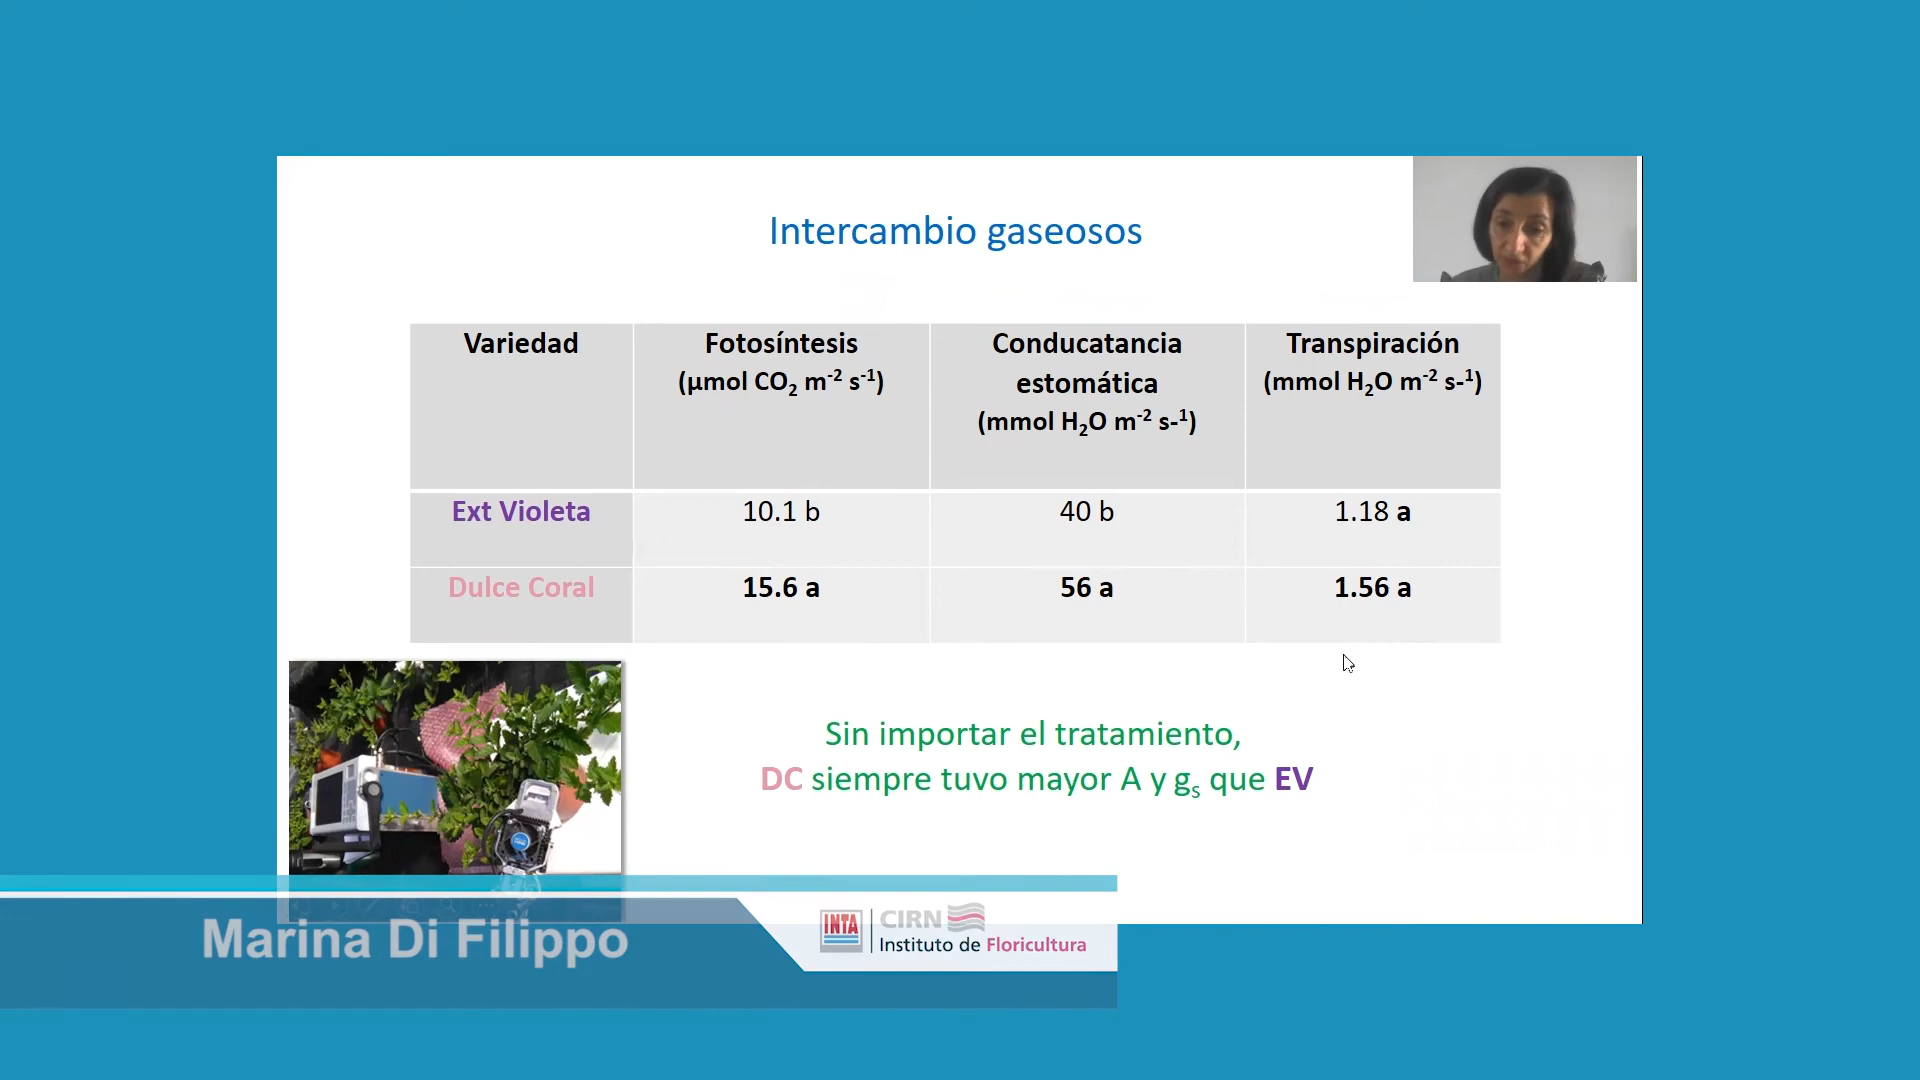 Intercambio gaseosos
Variedad
Fotosíntesis
(µmol CO₂ m⁻² s⁻¹)
Conducatancia
estomática
(mmol H₂O m⁻² s-¹)
Transpiración
(mmol H₂O m⁻² s-¹)
Ext Violeta
10.1 b
40 b
1.18 a
Dulce Coral
15.6 a
56 a
1.56 a
Sin importar el tratamiento,
DC siempre tuvo mayor A y gₛ que EV
Marina Di Filippo
INTA
CIRN
Instituto de Floricultura